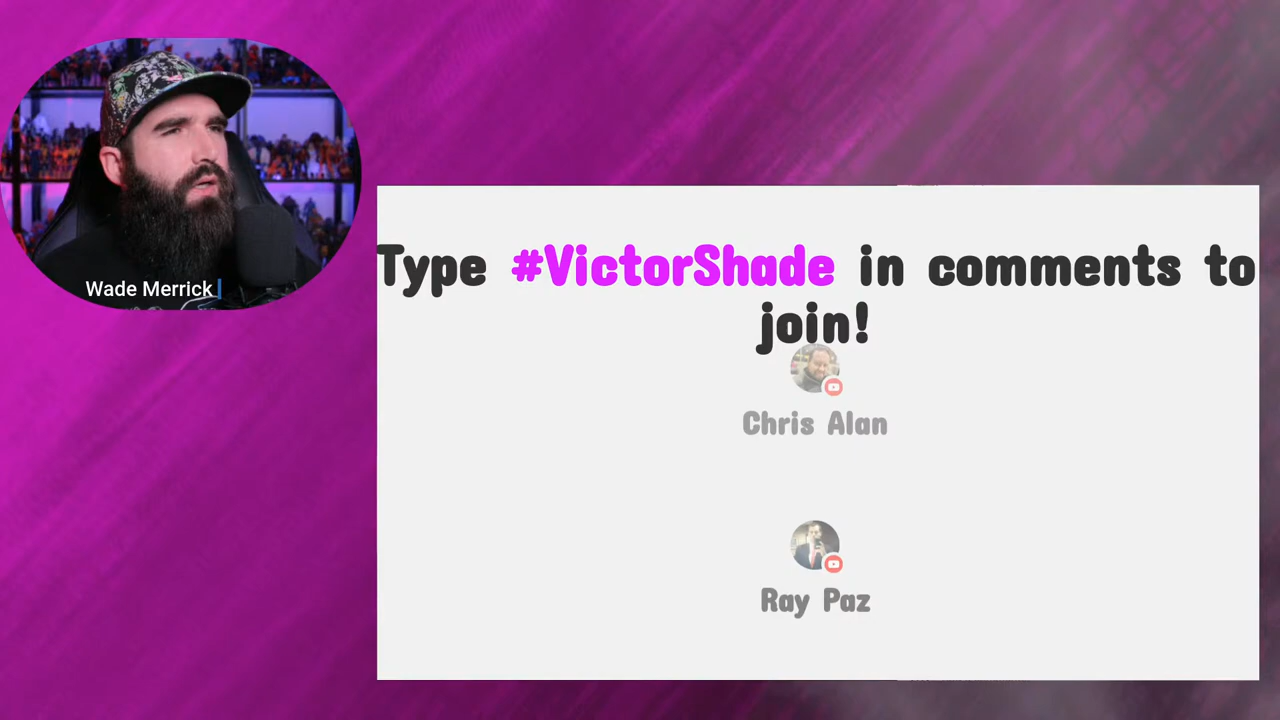 Wade Merrick
Type #VictorShade in comments to
join!
Chris Alan
Ray Paz